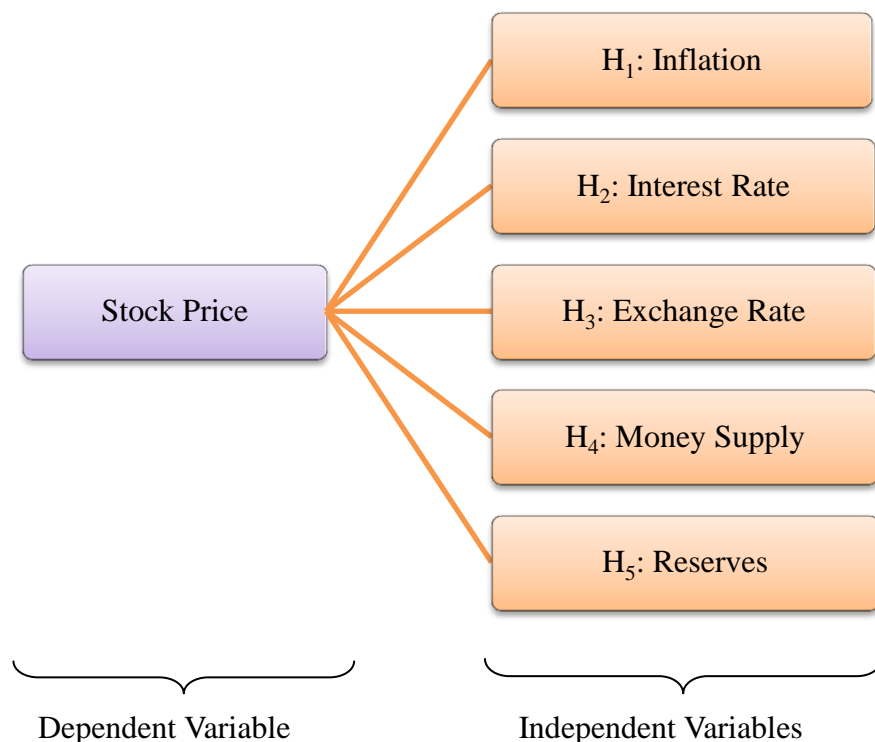 H₁: Inflation
H₂: Interest Rate
Stock Price
H₃: Exchange Rate
H₄: Money Supply
H₅: Reserves
Dependent Variable
Independent Variables